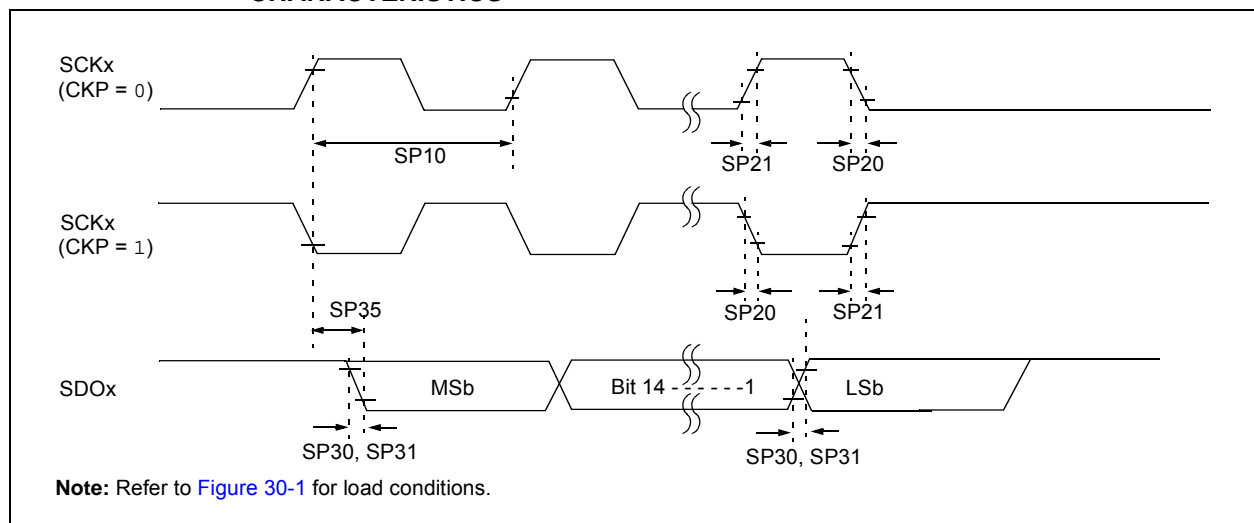 CHARACTERISTICS
SCKx
(CKP = 0)
SP10
SP21
SP20
SCKx
(CKP = 1)
SP35
SP20
SP21
SDOx
MSb
Bit 14 - - - - - -1
LSb
SP30, SP31
SP30, SP31
Note: Refer to Figure 30-1 for load conditions.